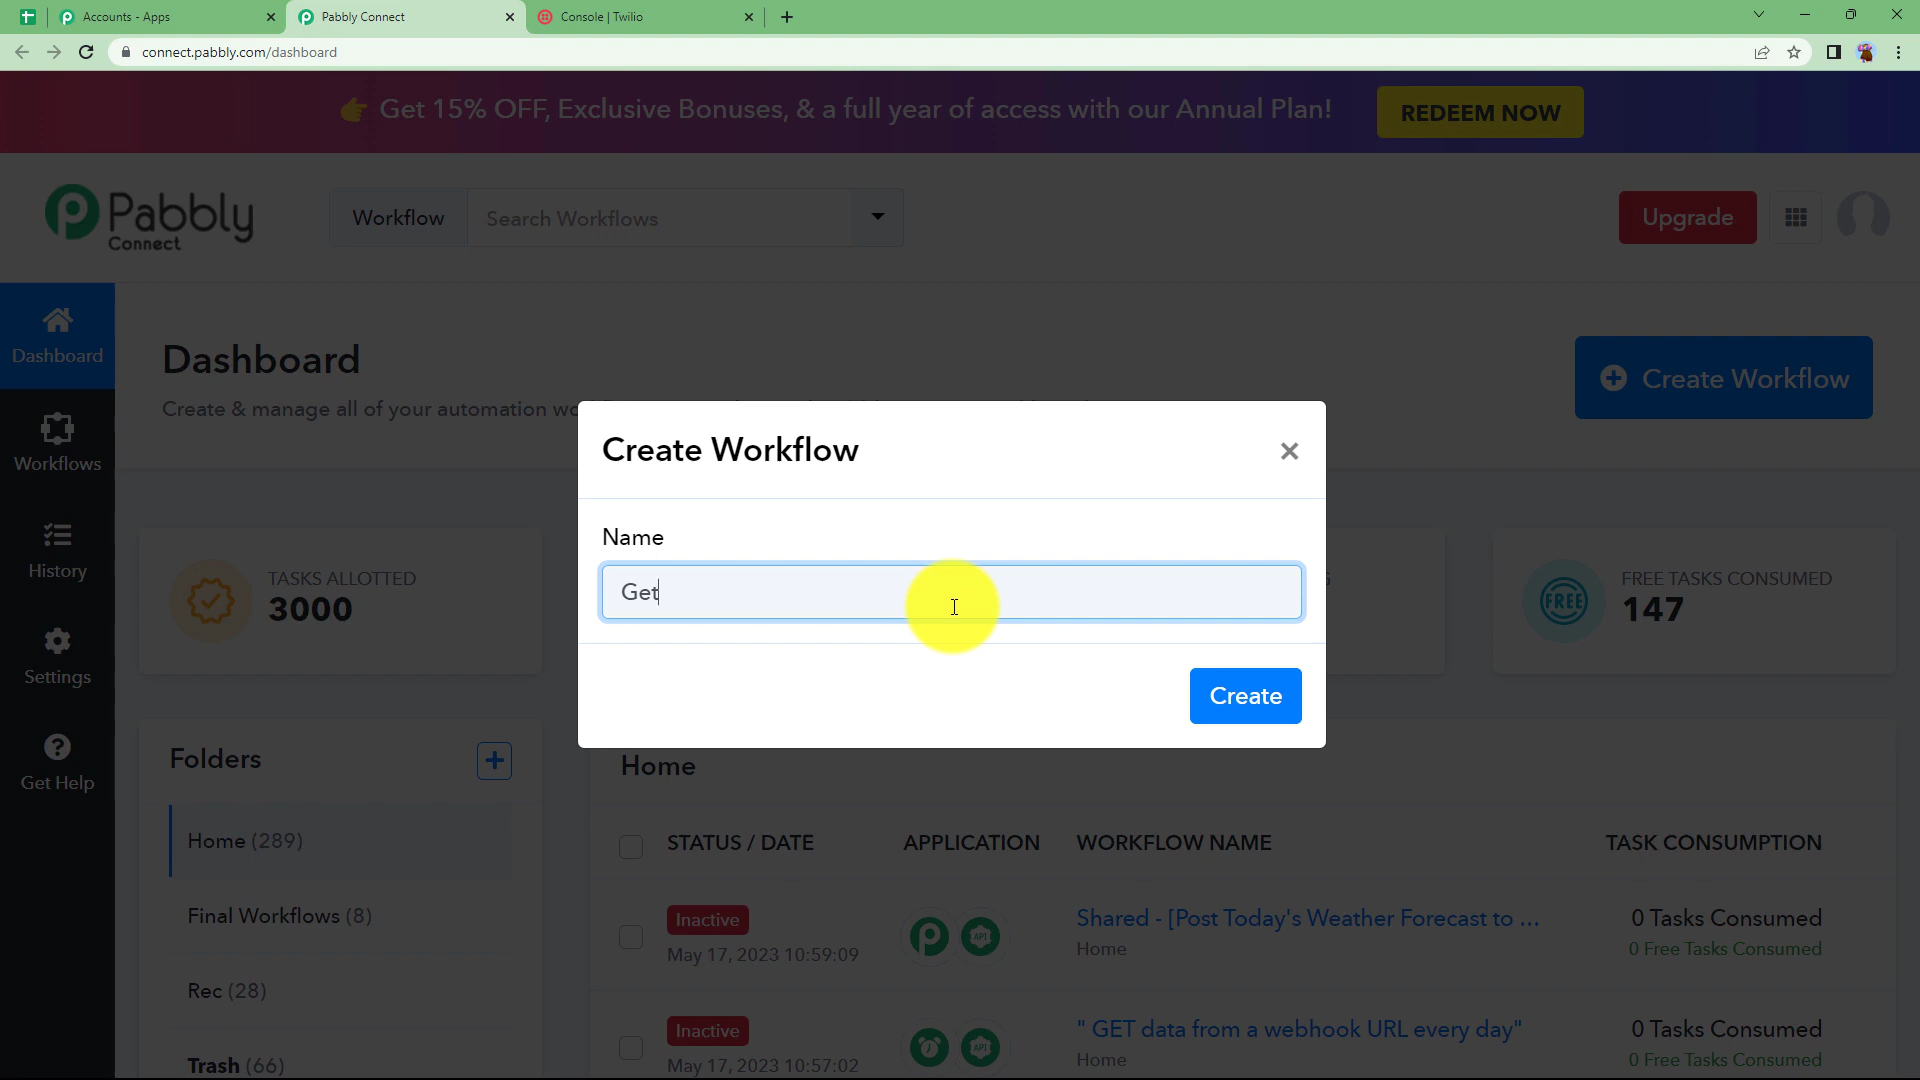 Accounts - Apps
Pabbly Connect
Console | Twilio
connect.pabbly.com/dashboard
👉 Get 15% OFF, Exclusive Bonuses, & a full year of access with our Annual Plan!
REDEEM NOW
Pabbly
Connect
Workflow
Search Workflows
Upgrade
Dashboard
Workflows
History
Settings
Get Help
Dashboard
Create & manage all of your automation
Create Workflow
Create Workflow
×
Name
Get
Create
TASKS ALLOTTED
3000
FREE
FREE TASKS CONSUMED
147
Folders
Home (289)
Final Workflows (8)
Rec (28)
Trash (66)
Home
STATUS / DATE
APPLICATION
WORKFLOW NAME
TASK CONSUMPTION
Inactive
May 17, 2023 10:59:09
API
Shared - [Post Today's Weather Forecast to ...
Home
0 Tasks Consumed
0 Free Tasks Consumed
Inactive
May 17, 2023 10:57:02
API
" GET data from a webhook URL every day"
Home
0 Tasks Consumed
0 Free Tasks Consumed